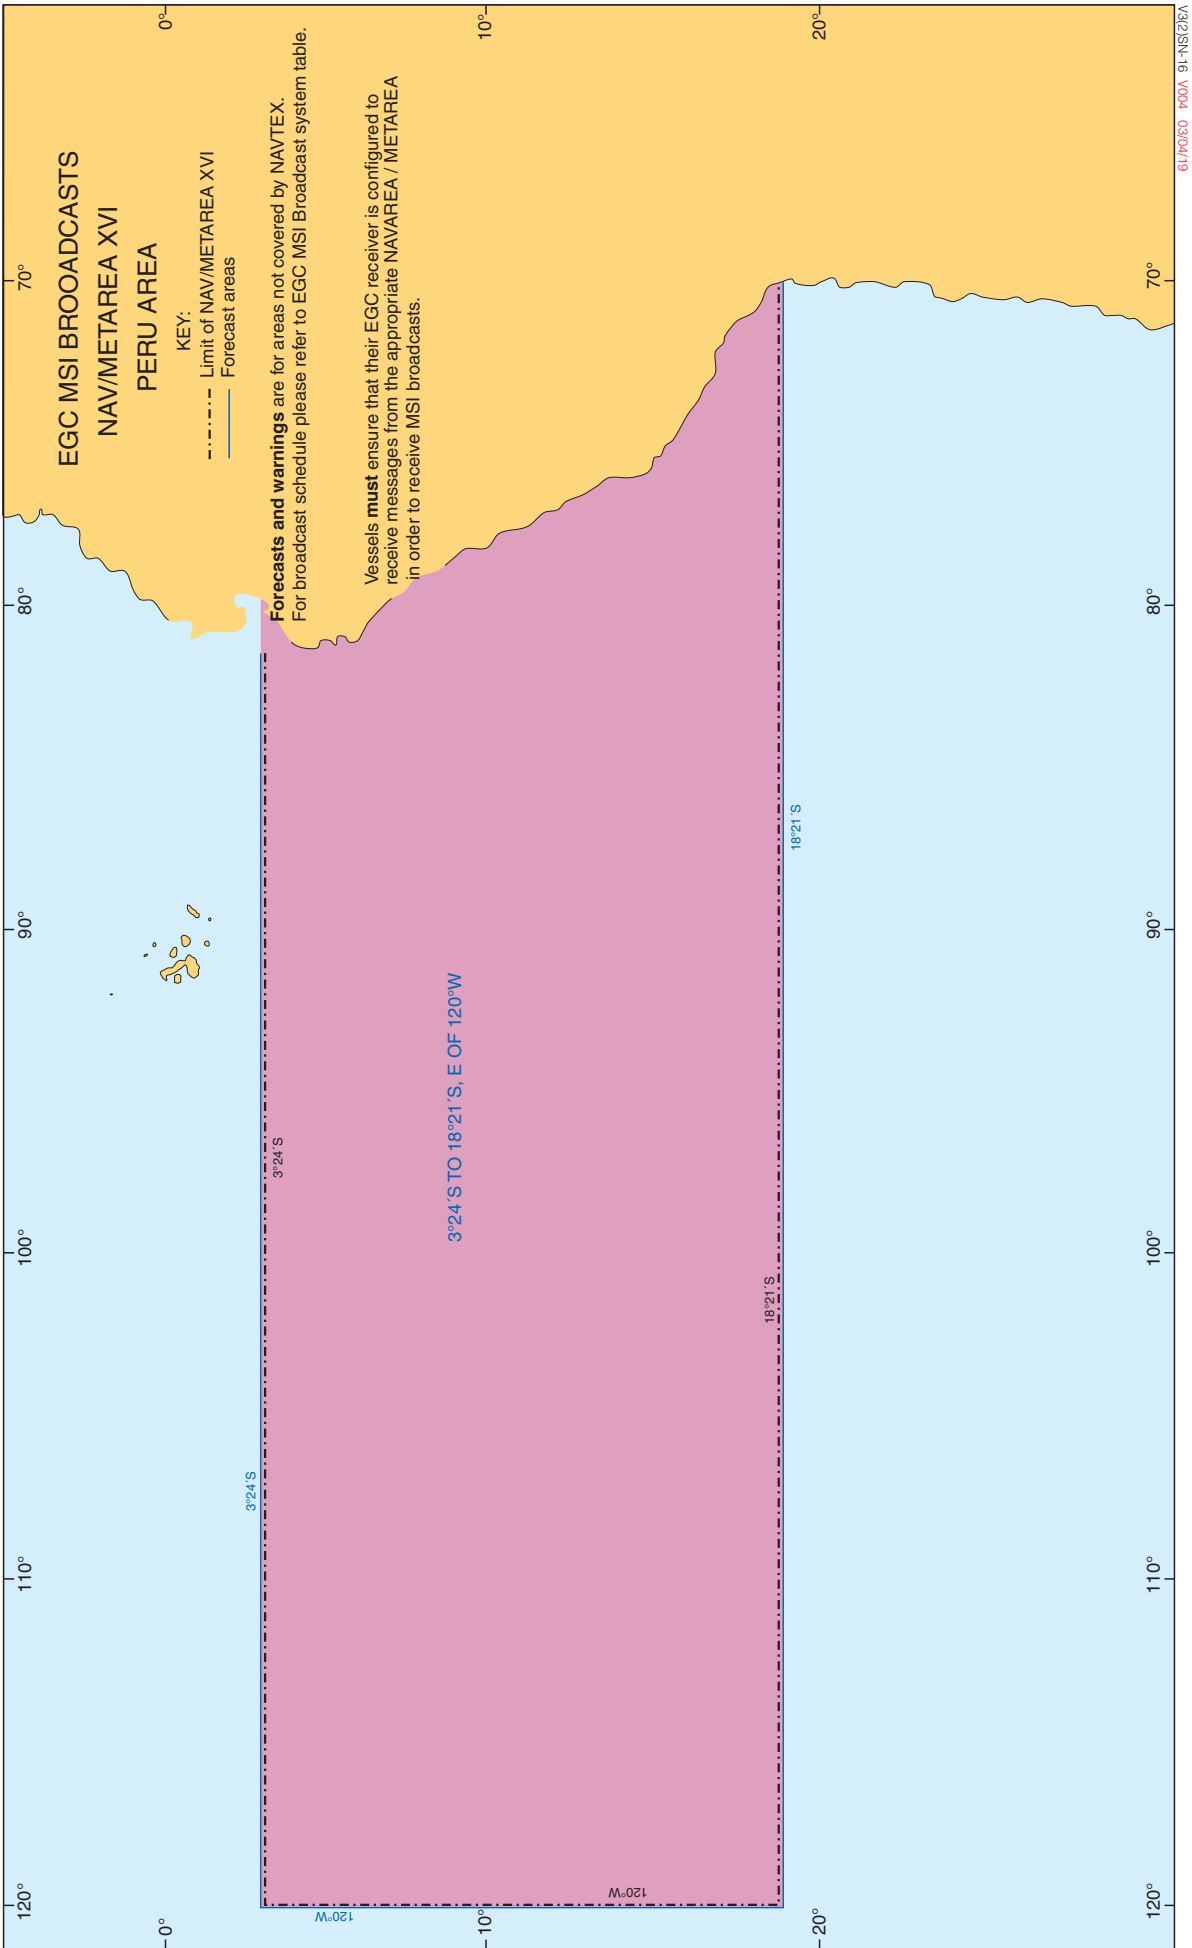 EGC MSI BROOADCASTS
NAV/METAREA XVI
PERU AREA
KEY:
Limit of NAV/METAREA XVI
Forecast areas
Forecasts and warnings are for areas not covered by NAVTEX.
For broadcast schedule please refer to EGC MSI Broadcast system table.
Vessels must ensure that their EGC receiver is configured to
receive messages from the appropriate NAVAREA / METAREA
in order to receive MSI broadcasts.
120°
110°
100°
90°
80°
70°
0°
10°
20°
0°
10°
20°
3°24´S
3°24´S
3°24´S TO 18°21´S, E OF 120°W
120°W
120°W
18°21´S
18°21´S
120°
110°
100°
90°
80°
70°
V3(2)SN-16 V004 03/04/19